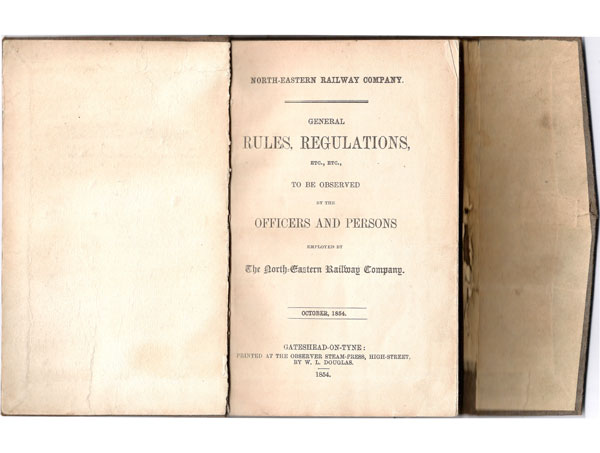 NORTH-EASTERN RAILWAY COMPANY.
GENERAL
RULES, REGULATIONS,
ETC., ETC.,
TO BE OBSERVED
BY THE
OFFICERS AND PERSONS
EMPLOYED BY
The North-Eastern Railway Company.
OCTOBER, 1854.
GATESHEAD-ON-TYNE:
PRINTED AT THE OBSERVER STEAM-PRESS, HIGH-STREET,
BY W. L. DOUGLAS.
1854.